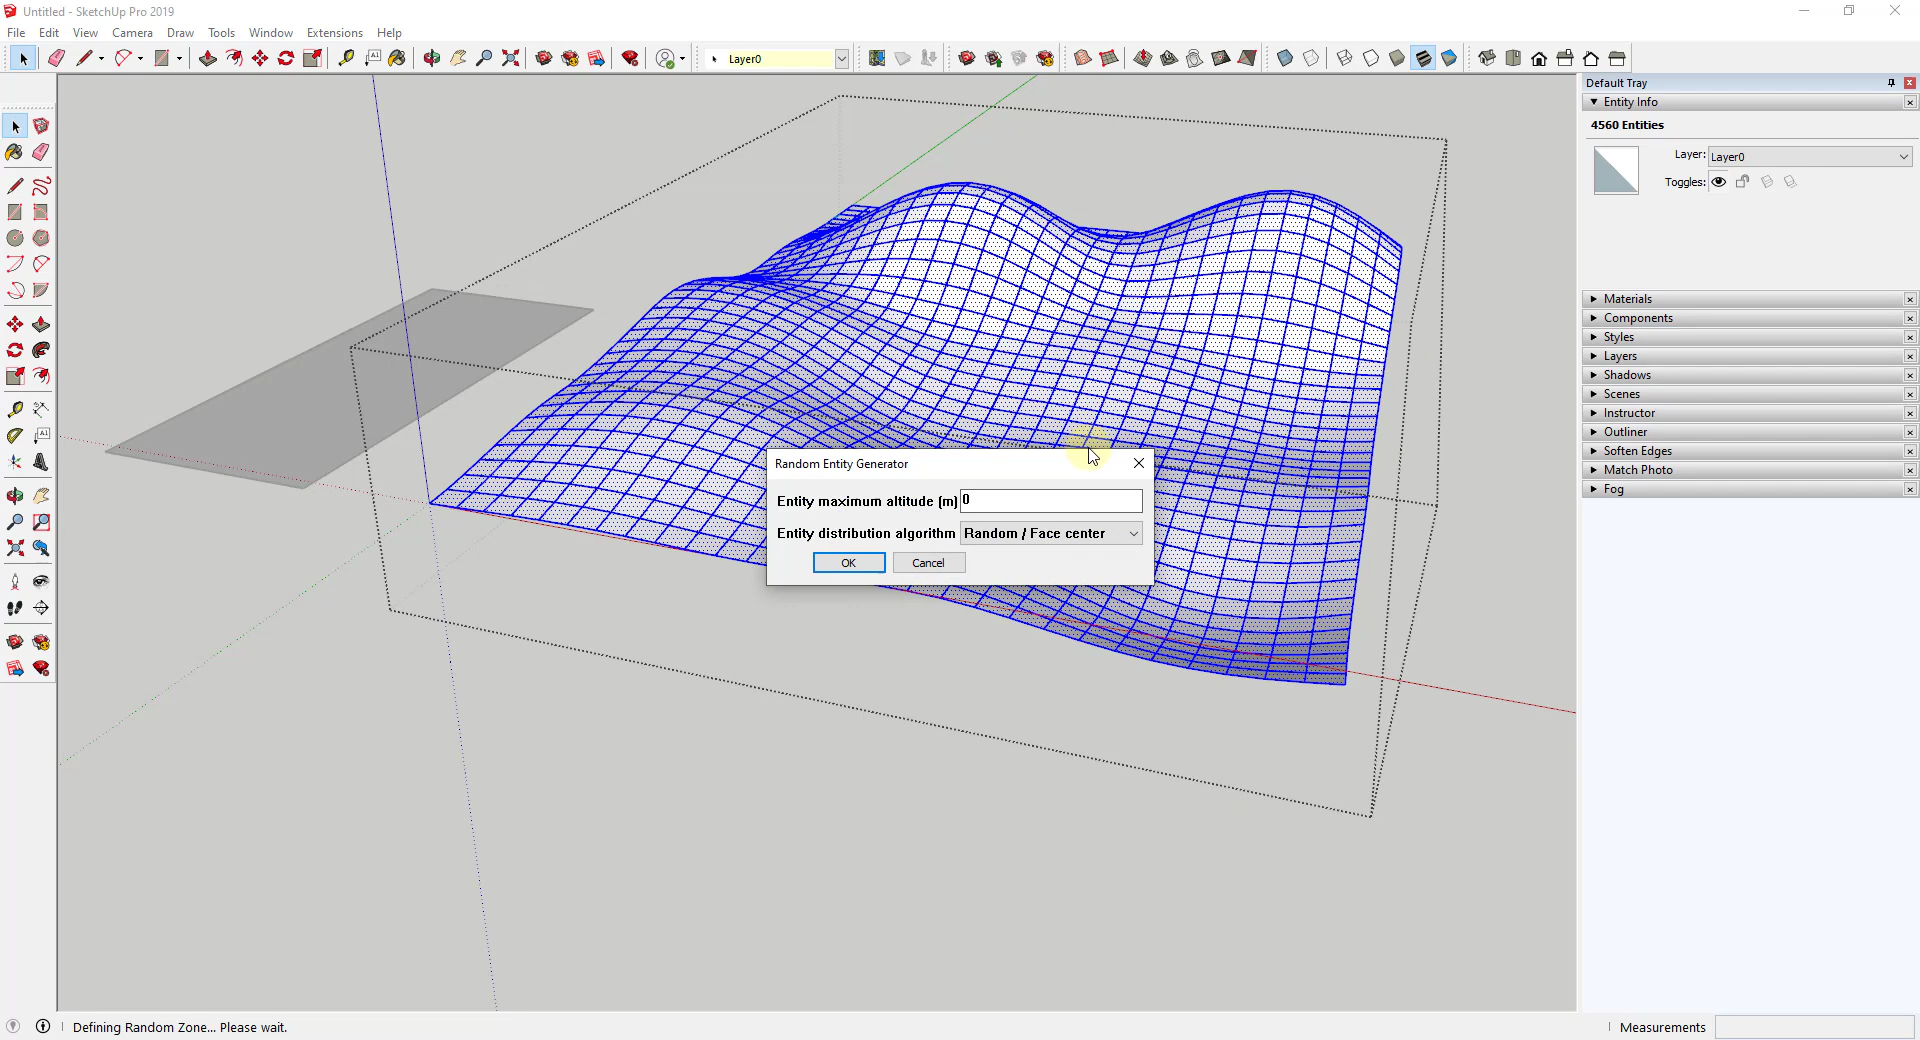 Untitled - SketchUp Pro 2019
File Edit View Camera Draw Tools Window Extensions Help
Layer0
Default Tray
Entity Info
4560 Entities
Layer: Layer0
Toggles:
Materials
Components
Styles
Layers
Shadows
Scenes
Instructor
Outliner
Soften Edges
Match Photo
Fog
Random Entity Generator
Entity maximum altitude (m) 0
Entity distribution algorithm Random / Face center
OK Cancel
Defining Random Zone... Please wait.
Measurements